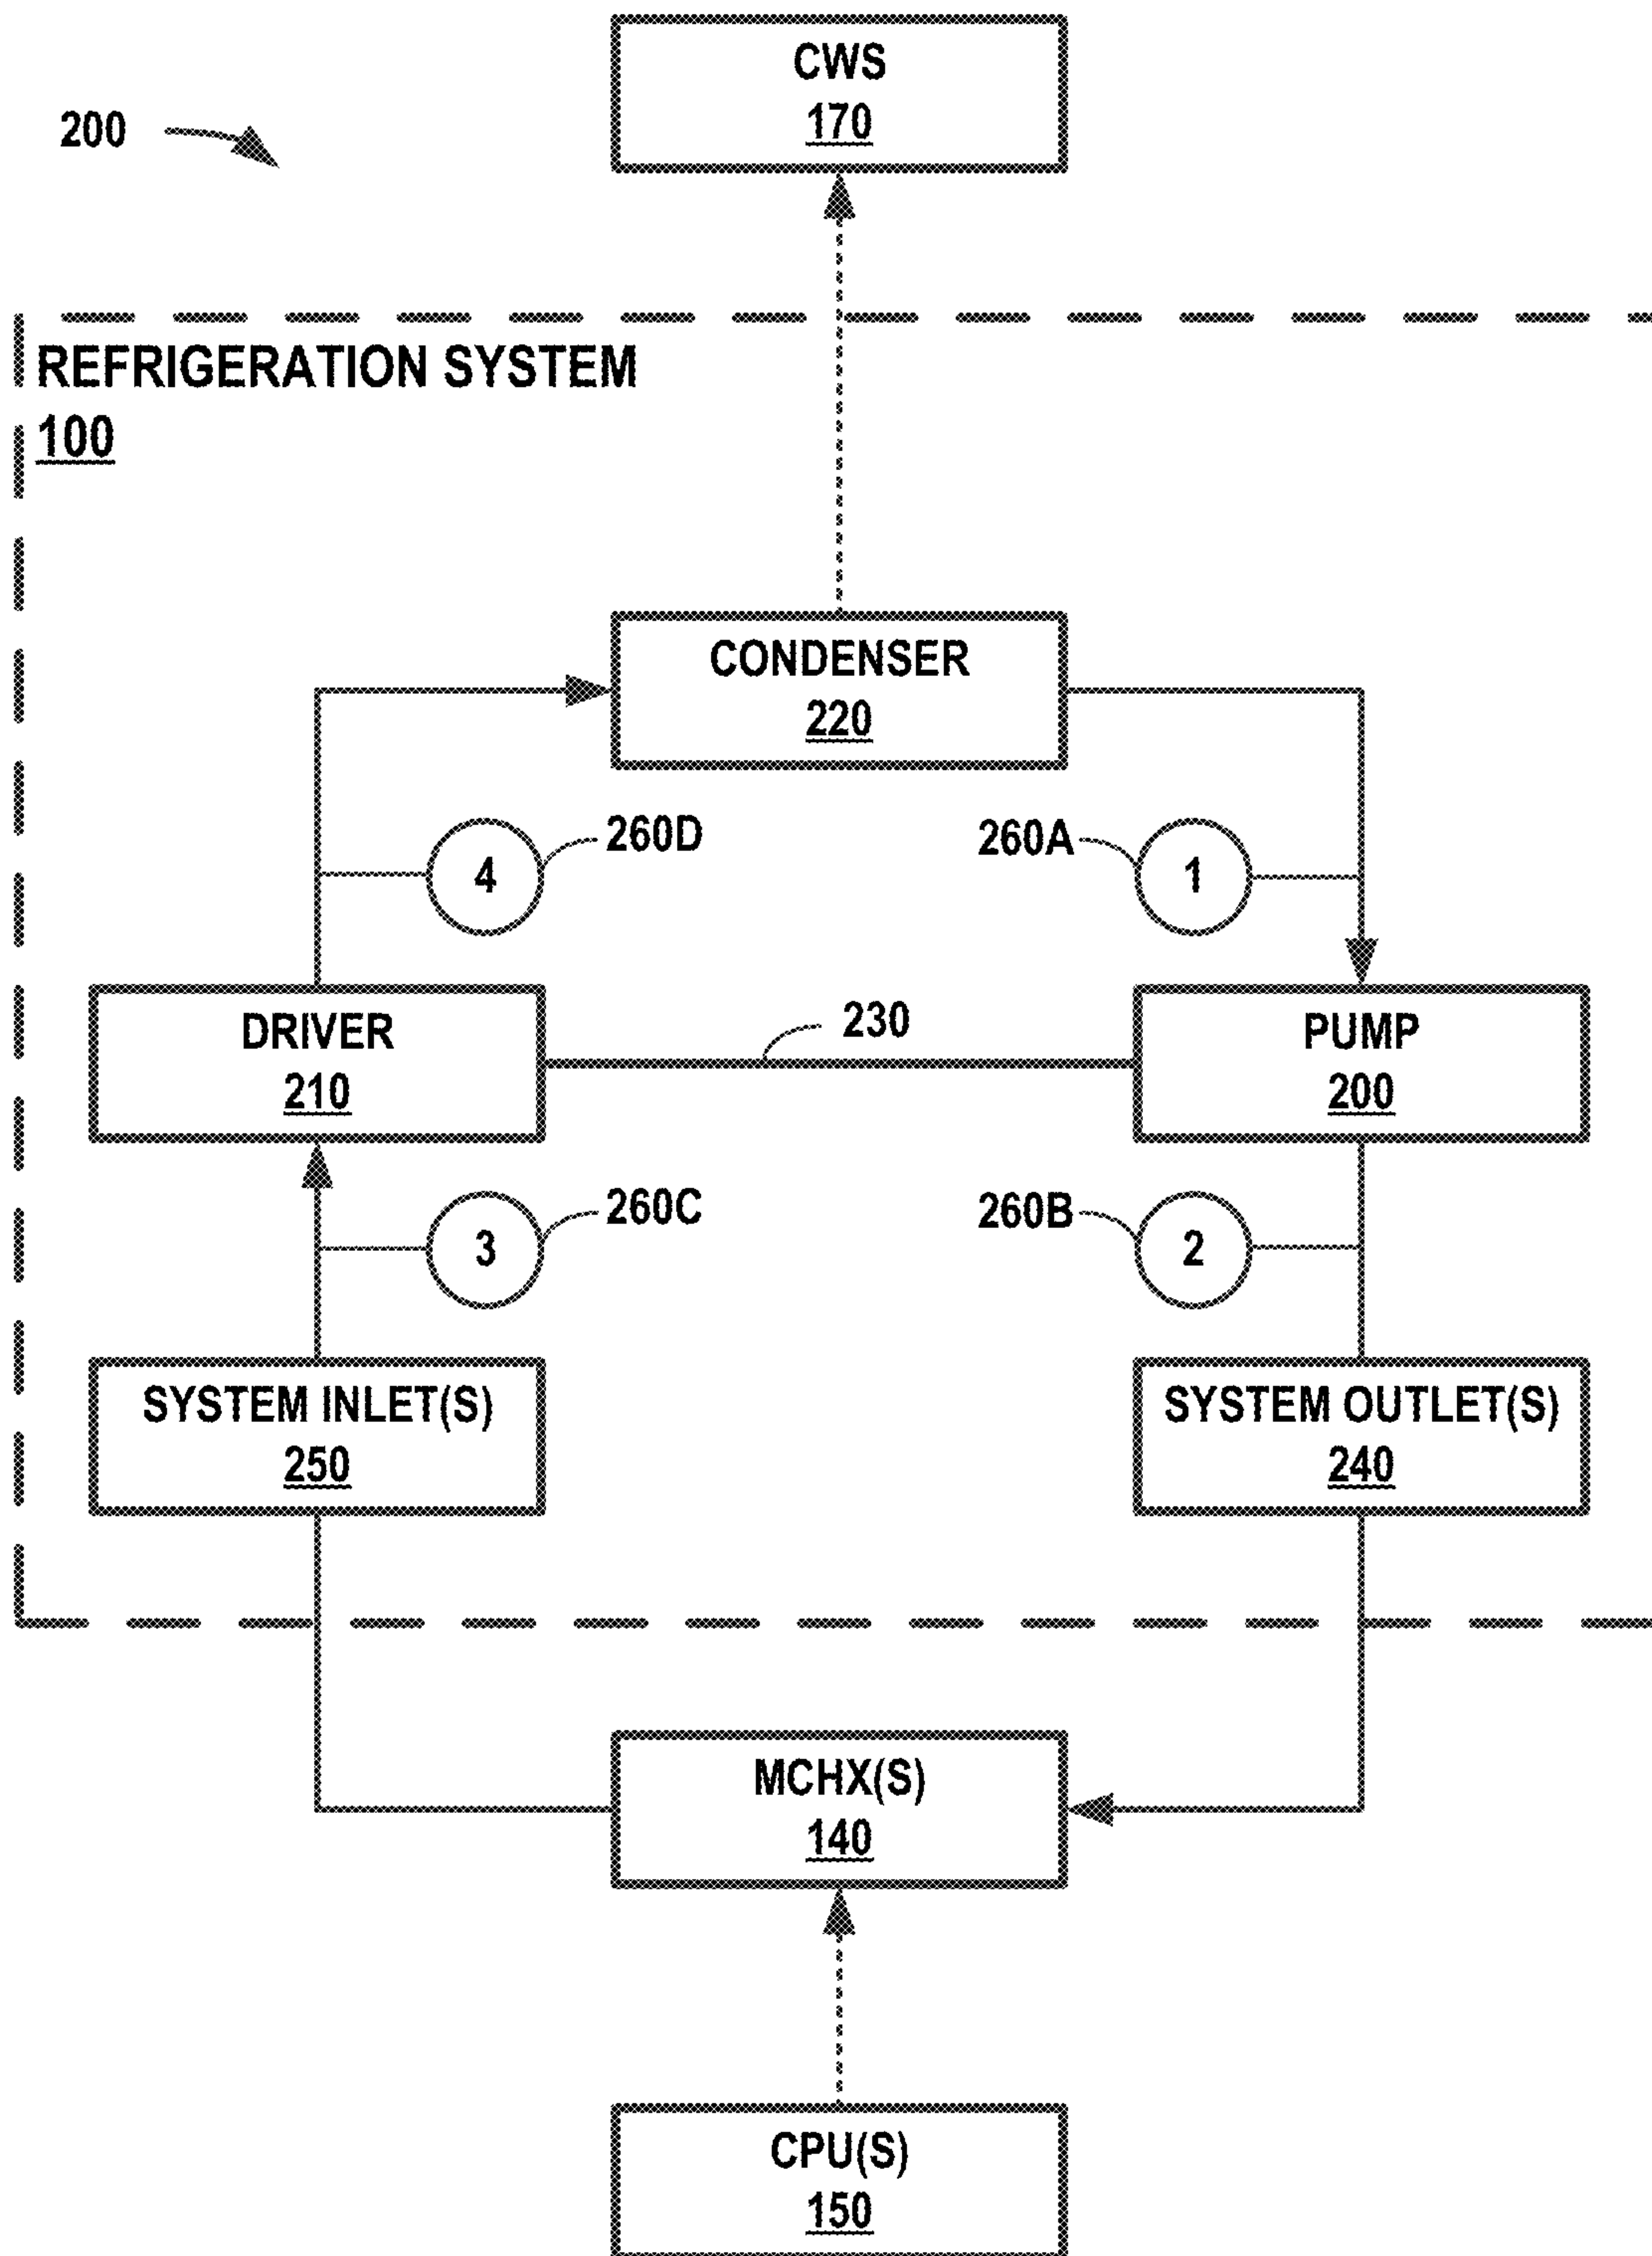 CWS
170
200
REFRIGERATION SYSTEM
100
CONDENSER
220
260D
260A
4
1
DRIVER
210
230
PUMP
200
260C
260B
3
2
SYSTEM INLET(S)
250
SYSTEM OUTLET(S)
240
MCHX(S)
140
CPU(S)
150